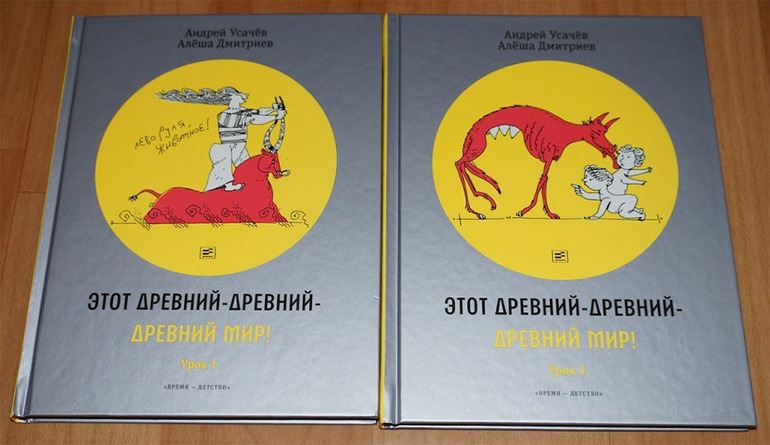 Андрей Усачёв
Алёша Дмитриев
лево руля,
животное!
ЭТОТ ДРЕВНИЙ-ДРЕВНИЙ-
ДРЕВНИЙ МИР!
Урок 1
«ВРЕМЯ — ДЕТСТВО»
Андрей Усачёв
Алёша Дмитриев
ЭТОТ ДРЕВНИЙ-ДРЕВНИЙ-
ДРЕВНИЙ МИР!
Урок 2
«ВРЕМЯ — ДЕТСТВО»